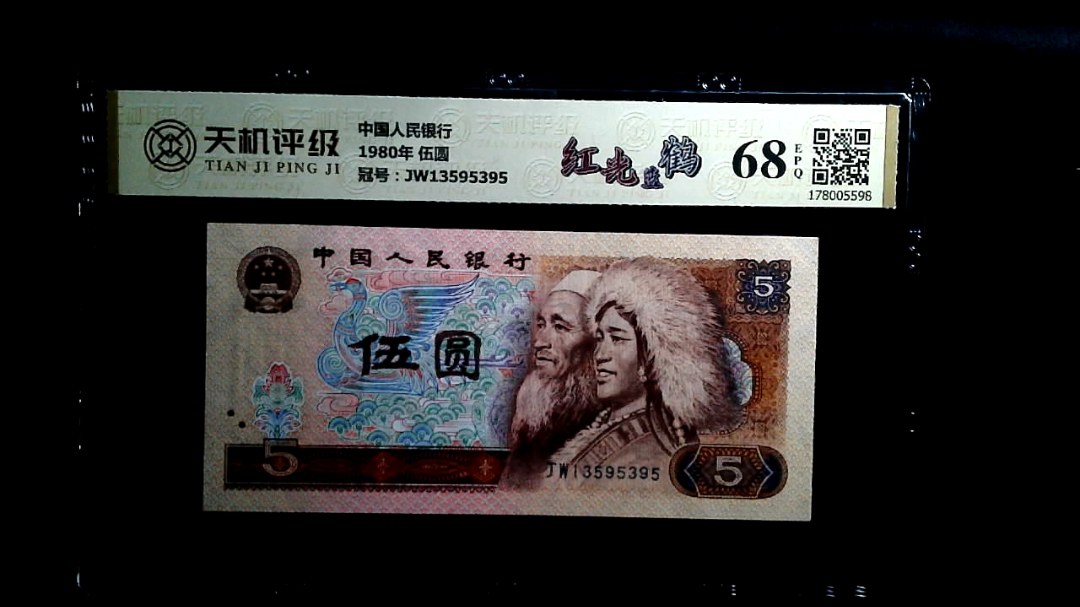 天机评级
TIAN JI PING JI
中国人民银行
1980年 伍圆
冠号：JW13595395
红光蓝鹤
68
EPQ
178005598
中国人民银行
5
伍圆
5
JW13595395
5